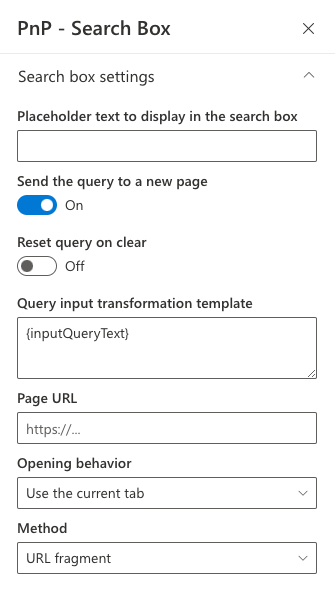 PnP - Search Box
Search box settings
Placeholder text to display in the search box
Send the query to a new page
On
Reset query on clear
Off
Query input transformation template
{inputQueryText}
Page URL
https://...
Opening behavior
Use the current tab
Method
URL fragment